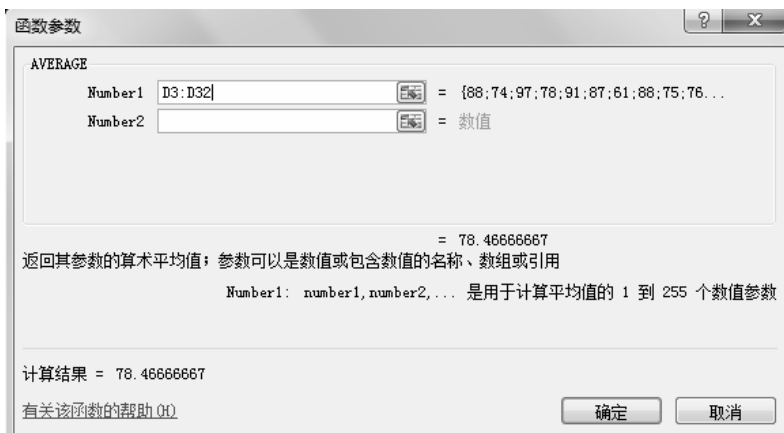 函数参数
AVERAGE
Number1 D3:D32 = {88;74;97;78;91;87;61;88;75;76...
Number2 = 数值
= 78.46666667
返回其参数的算术平均值；参数可以是数值或包含数值的名称、数组或引用
Number1: number1,number2,... 是用于计算平均值的 1 到 255 个数值参数
计算结果 = 78.46666667
有关该函数的帮助(H)
确定 取消